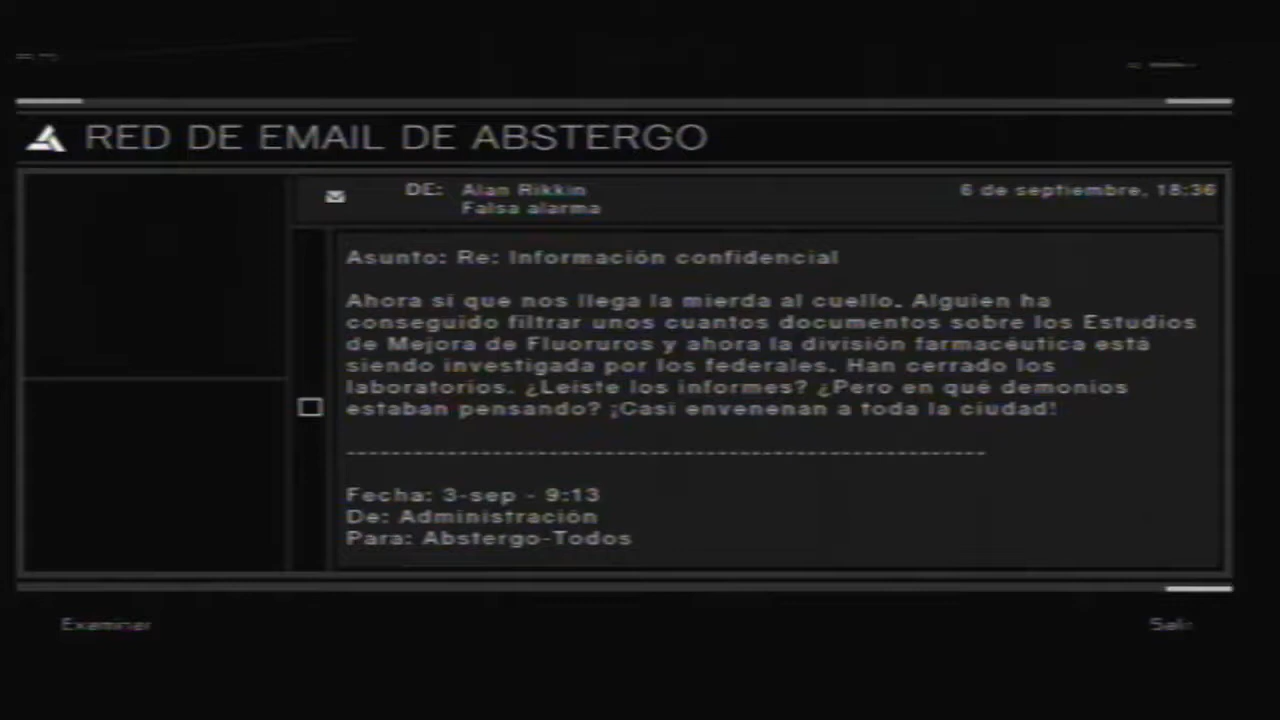 RED DE EMAIL DE ABSTERGO
DE: Alan Rikkin 6 de septiembre, 18:36
Falsa alarma
Asunto: Re: Información confidencial
Ahora sí que nos llega la mierda al cuello. Alguien ha
conseguido filtrar unos cuantos documentos sobre los Estudios
de Mejora de Fluoruros y ahora la división farmacéutica está
siendo investigada por los federales. Han cerrado los
laboratorios. ¿Leíste los informes? ¿Pero en qué demonios
estaban pensando? ¡Casi envenenan a toda la ciudad!
--------------------------------------------------------
Fecha: 3-sep - 9:13
De: Administración
Para: Abstergo-Todos
Examinar Salir